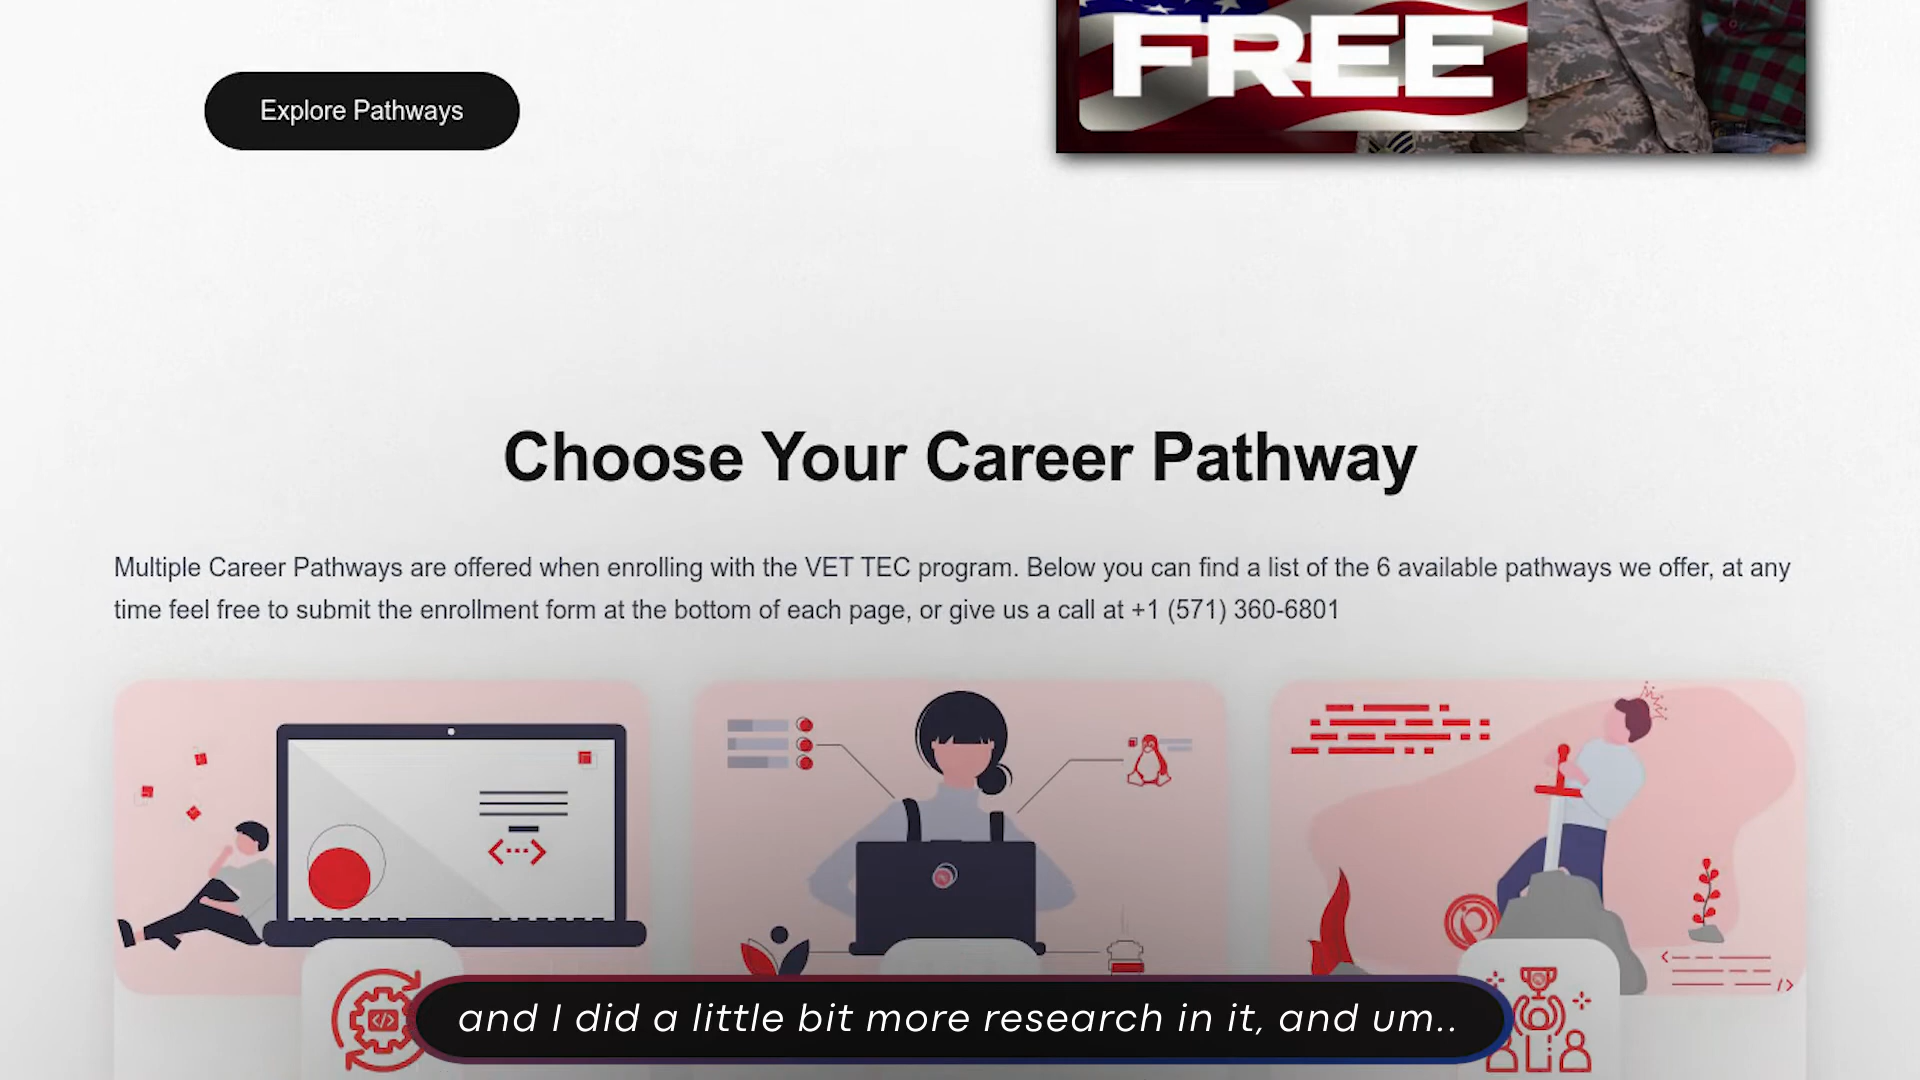 FREE
Explore Pathways
Choose Your Career Pathway
Multiple Career Pathways are offered when enrolling with the VET TEC program. Below you can find a list of the 6 available pathways we offer, at any
time feel free to submit the enrollment form at the bottom of each page, or give us a call at +1 (571) 360-6801
and I did a little bit more research in it, and um..